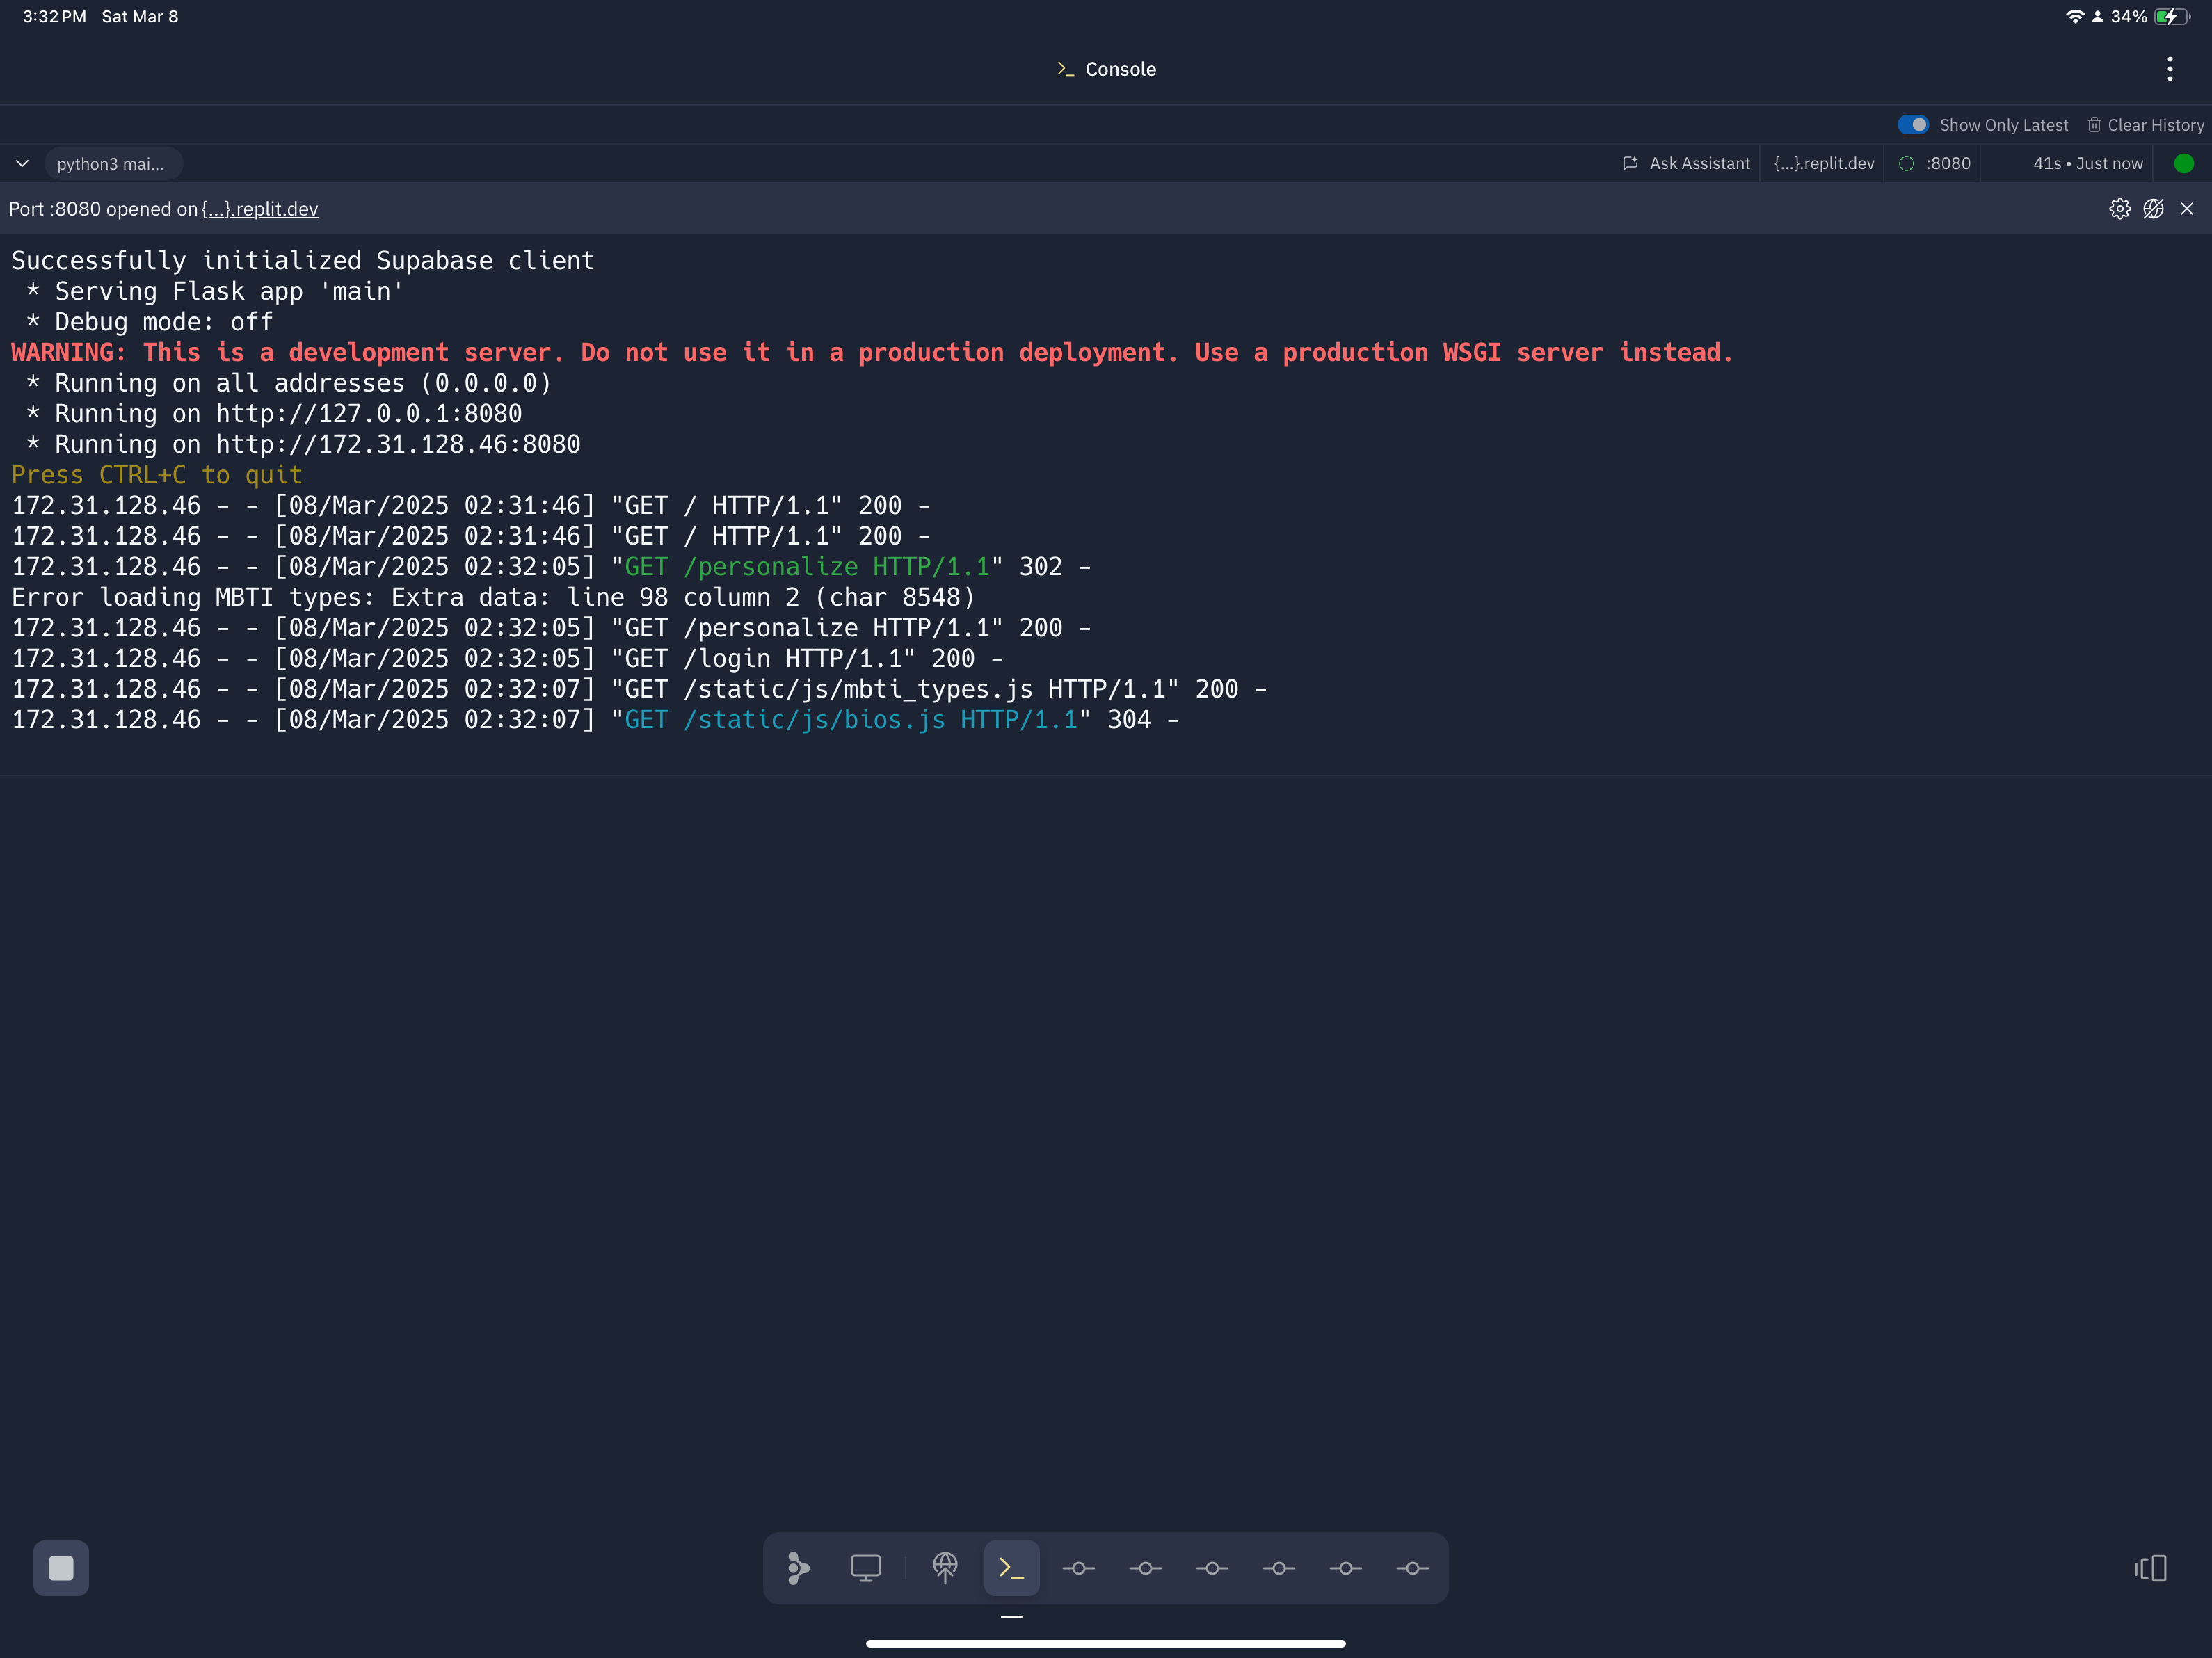 3:32 PM Sat Mar 8
34%
Console
Show Only Latest Clear History
python3 mai... Ask Assistant {...}.replit.dev :8080 41s • Just now
Port :8080 opened on {...}.replit.dev
Successfully initialized Supabase client
* Serving Flask app 'main'
* Debug mode: off
WARNING: This is a development server. Do not use it in a production deployment. Use a production WSGI server instead.
* Running on all addresses (0.0.0.0)
* Running on http://127.0.0.1:8080
* Running on http://172.31.128.46:8080
Press CTRL+C to quit
172.31.128.46 - - [08/Mar/2025 02:31:46] "GET / HTTP/1.1" 200 -
172.31.128.46 - - [08/Mar/2025 02:31:46] "GET / HTTP/1.1" 200 -
172.31.128.46 - - [08/Mar/2025 02:32:05] "GET /personalize HTTP/1.1" 302 -
Error loading MBTI types: Extra data: line 98 column 2 (char 8548)
172.31.128.46 - - [08/Mar/2025 02:32:05] "GET /personalize HTTP/1.1" 200 -
172.31.128.46 - - [08/Mar/2025 02:32:05] "GET /login HTTP/1.1" 200 -
172.31.128.46 - - [08/Mar/2025 02:32:07] "GET /static/js/mbti_types.js HTTP/1.1" 200 -
172.31.128.46 - - [08/Mar/2025 02:32:07] "GET /static/js/bios.js HTTP/1.1" 304 -